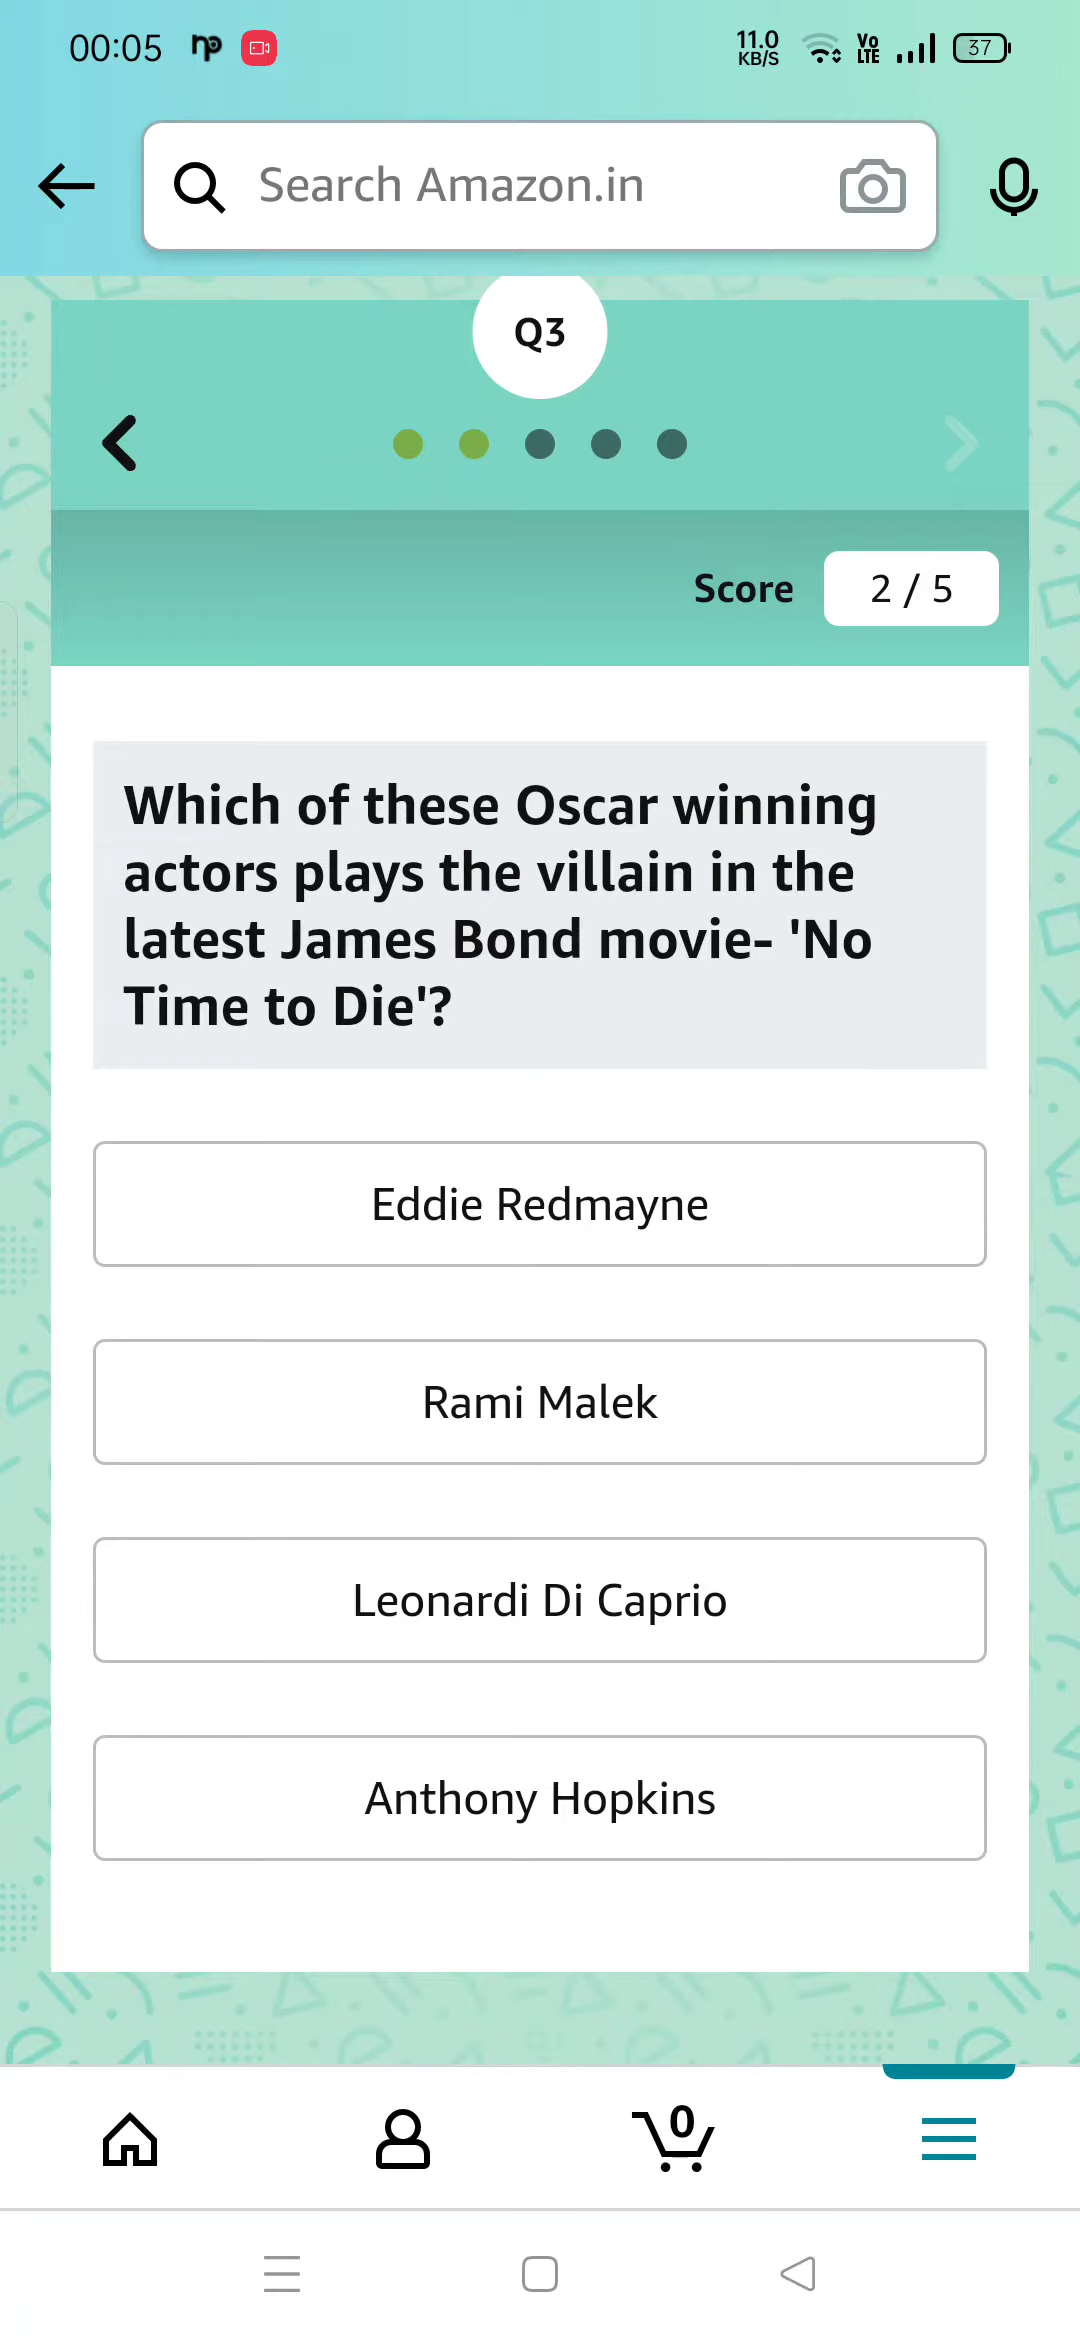 00:05
np
11.0
KB/S
Vo
LTE
37
Search Amazon.in
Q3
Score 2 / 5
Which of these Oscar winning
actors plays the villain in the
latest James Bond movie- 'No
Time to Die'?
Eddie Redmayne
Rami Malek
Leonardi Di Caprio
Anthony Hopkins
0